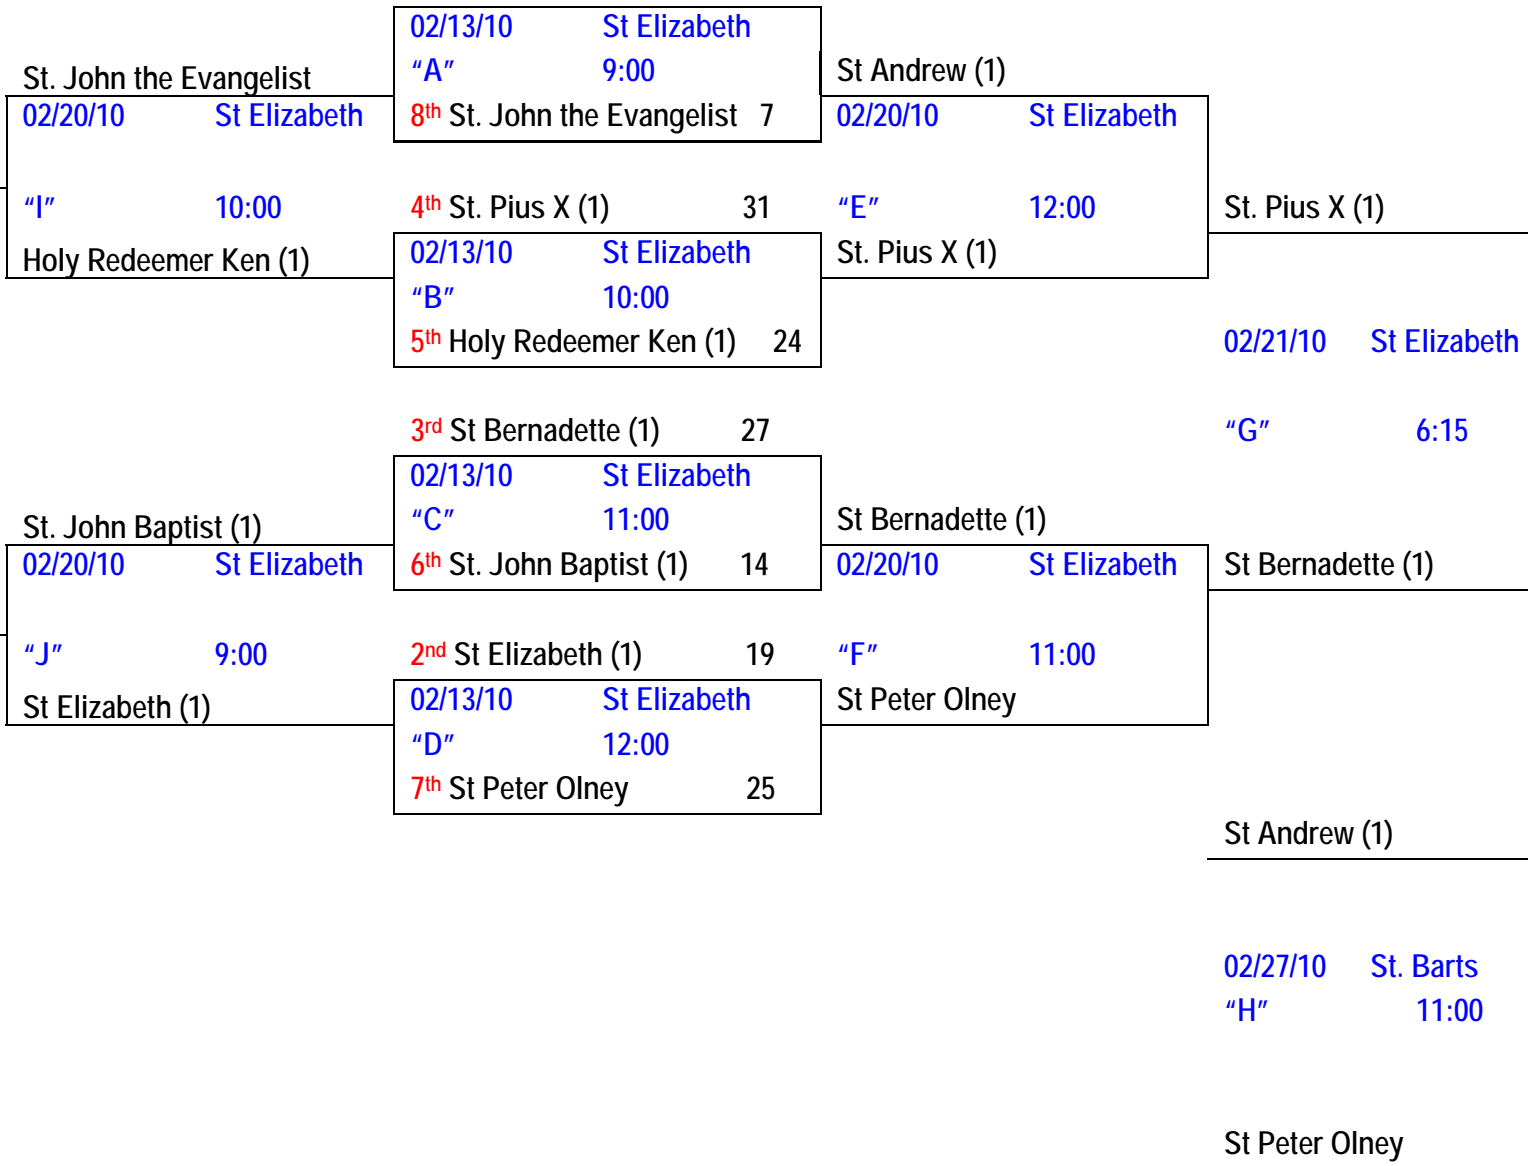 02/13/10 St Elizabeth
St. John the Evangelist “A” 9:00 St Andrew (1)
02/20/10 St Elizabeth 8th St. John the Evangelist 7 02/20/10 St Elizabeth
“I” 10:00 4th St. Pius X (1) 31 “E” 12:00 St. Pius X (1)
Holy Redeemer Ken (1) 02/13/10 St Elizabeth St. Pius X (1)
“B” 10:00
5th Holy Redeemer Ken (1) 24 02/21/10 St Elizabeth
3rd St Bernadette (1) 27 “G” 6:15
02/13/10 St Elizabeth
St. John Baptist (1) “C” 11:00 St Bernadette (1)
02/20/10 St Elizabeth 6th St. John Baptist (1) 14 02/20/10 St Elizabeth St Bernadette (1)
“J” 9:00 2nd St Elizabeth (1) 19 “F” 11:00
St Elizabeth (1) 02/13/10 St Elizabeth St Peter Olney
“D” 12:00
7th St Peter Olney 25
St Andrew (1)
02/27/10 St. Barts
“H” 11:00
St Peter Olney